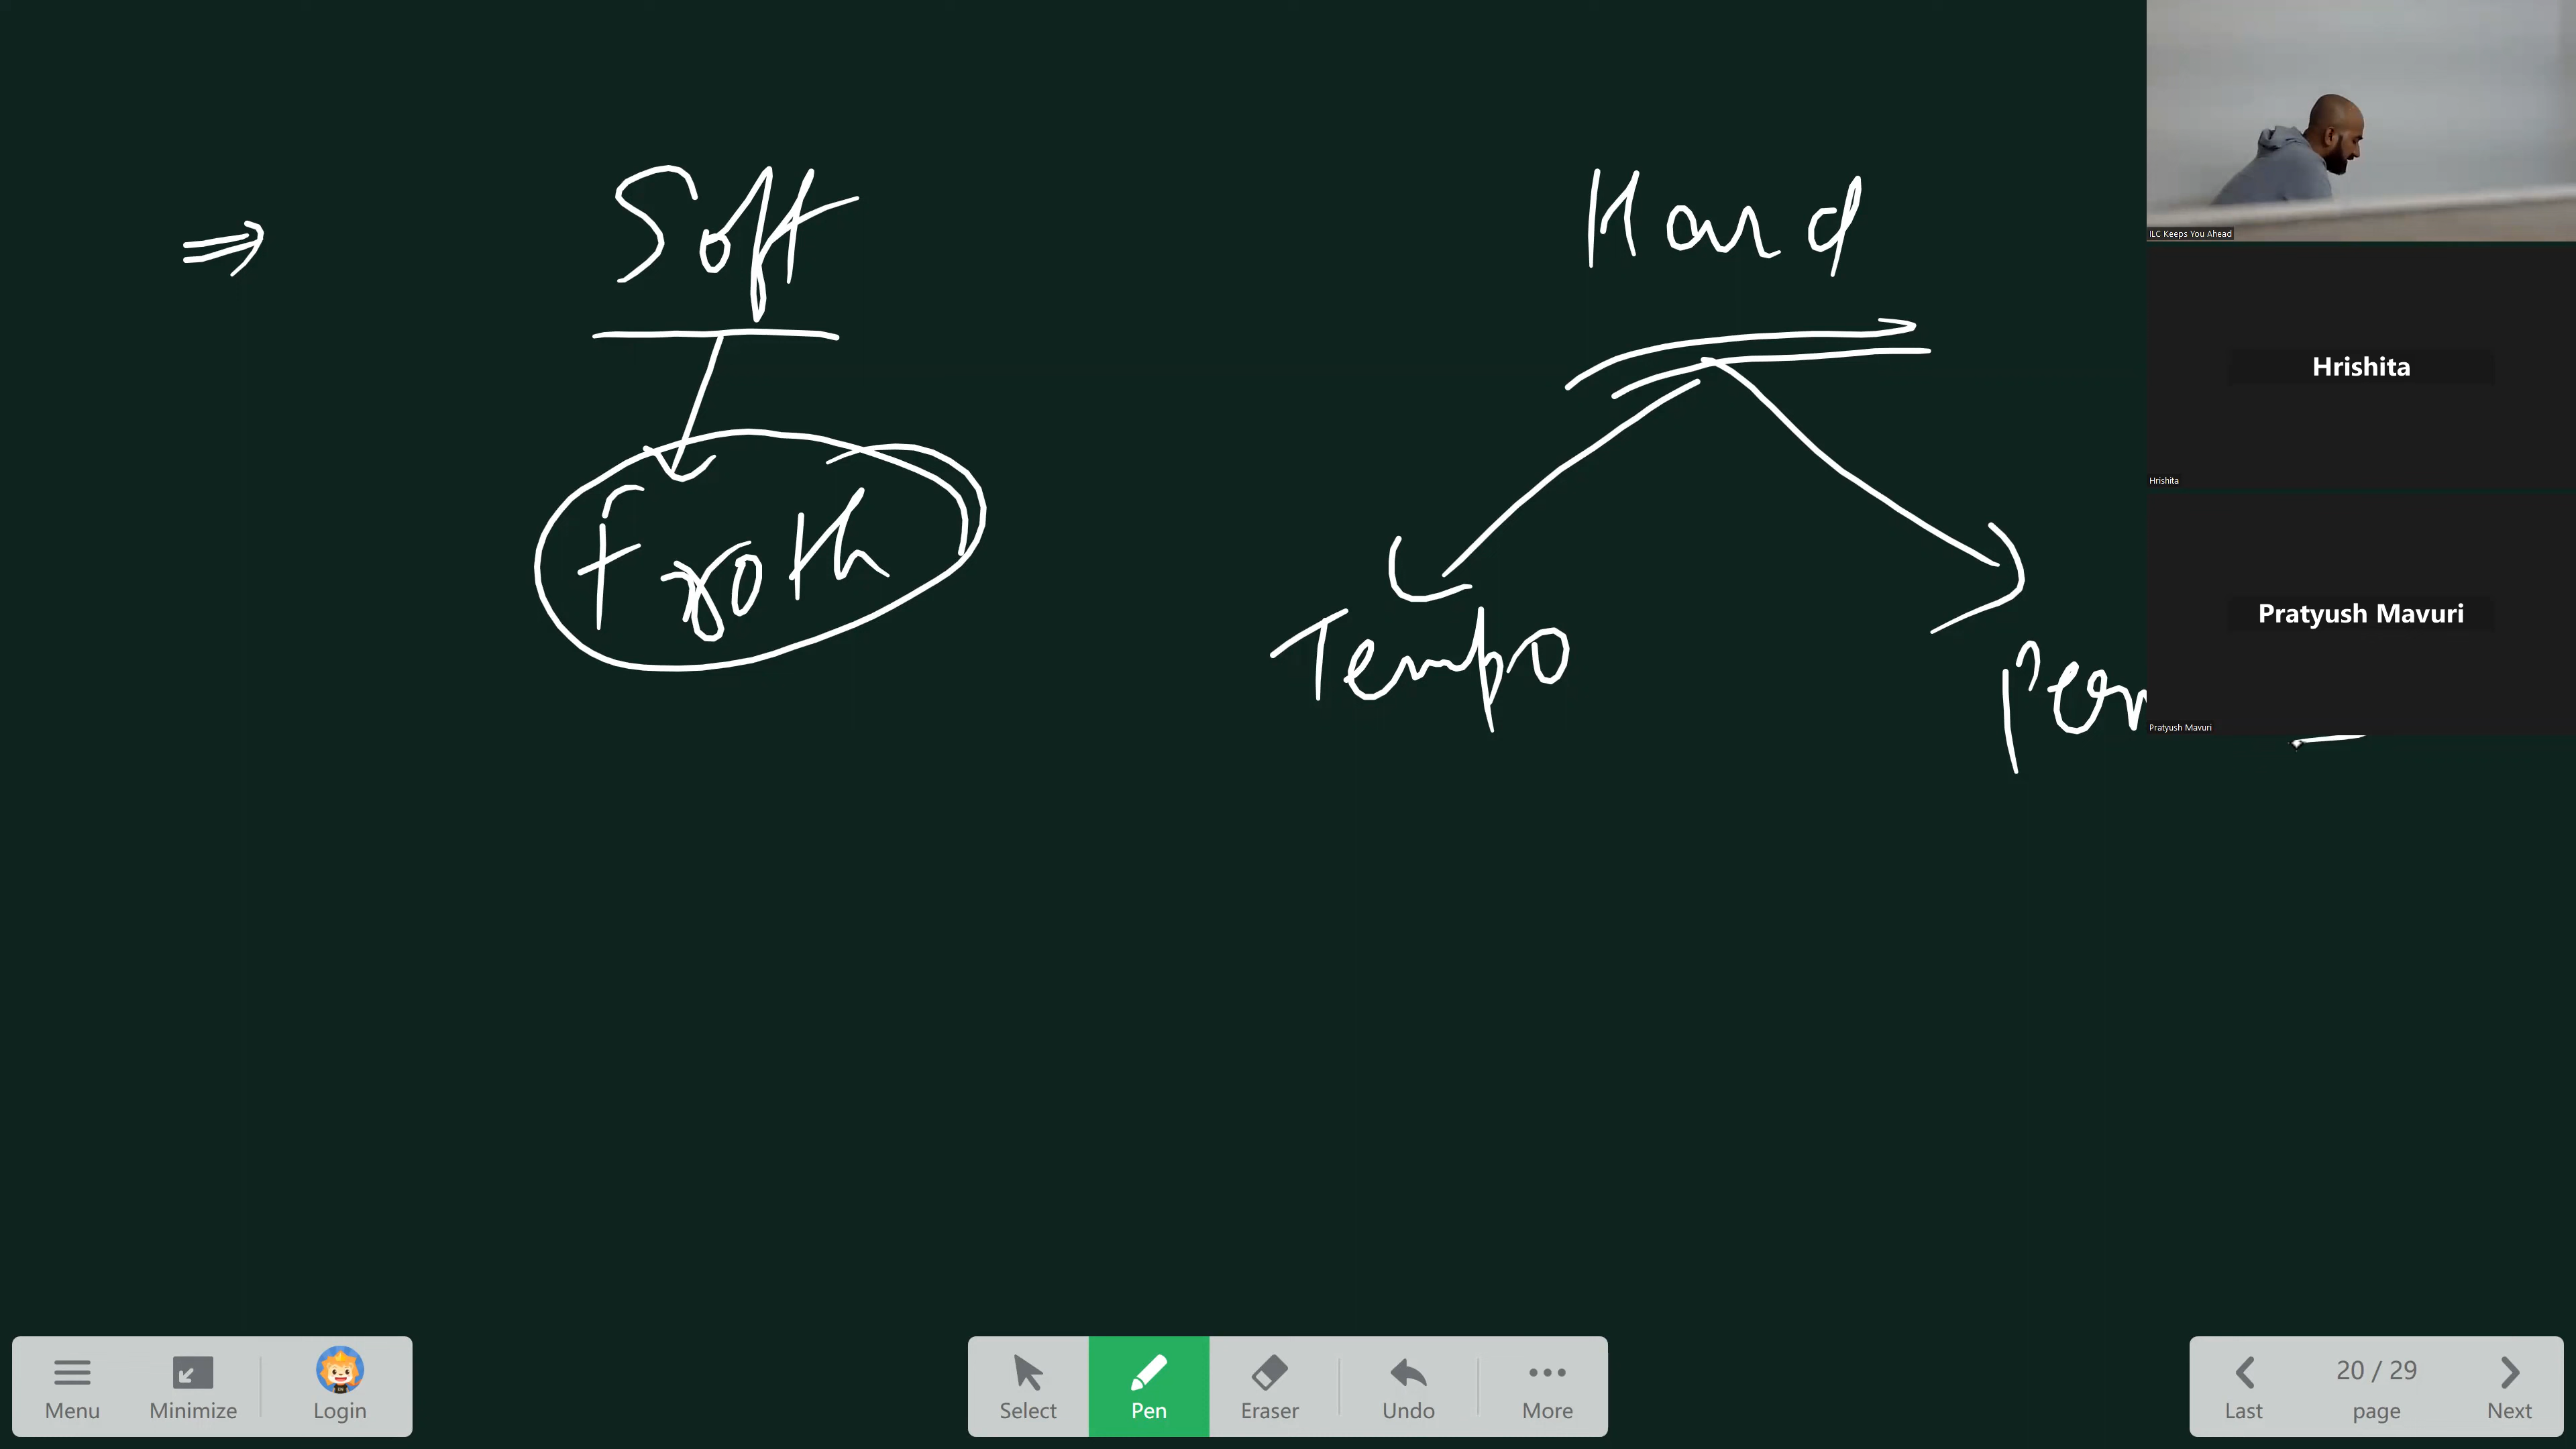 ⇒ Soft Hard
ILC Keeps You Ahead
Hrishita
Hrishita
Froth
Tempo
Pratyush Mavuri
Pratyush Mavuri
Menu Minimize Login Select Pen Eraser Undo More Last 20 / 29 page Next